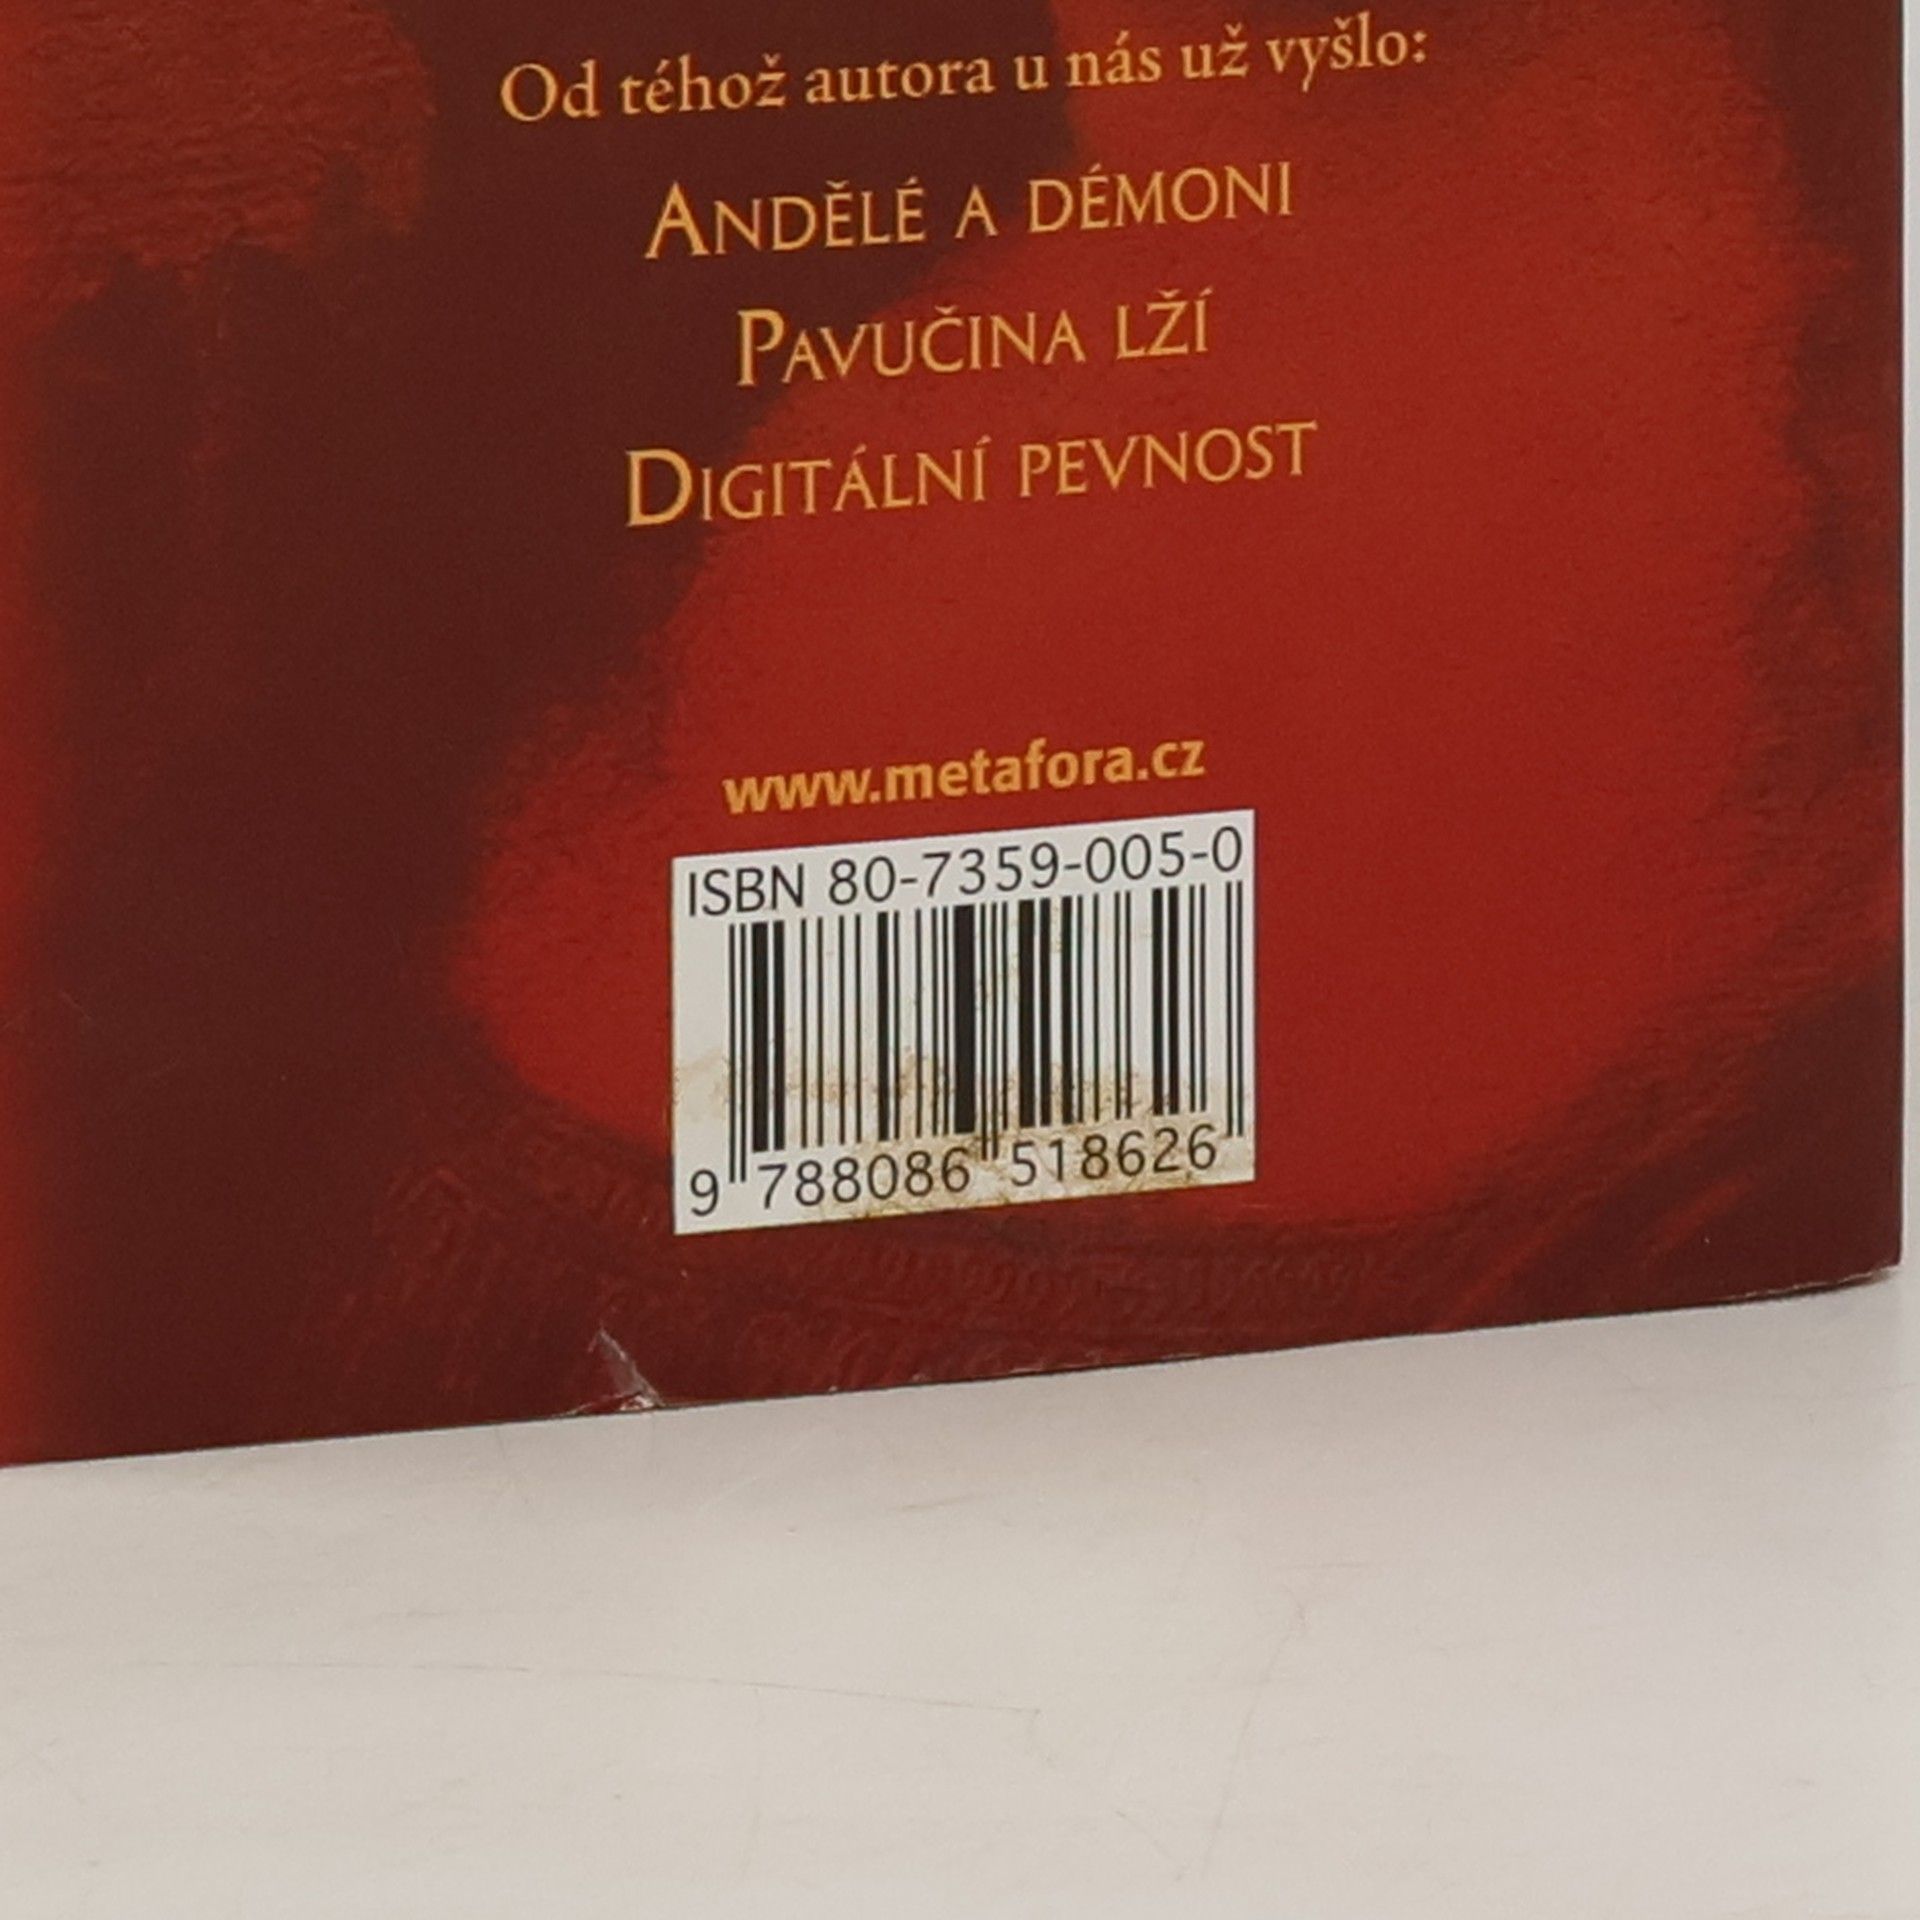 Od téhož autora u nás už vyšlo:
ANDĚLÉ A DÉMONI
PAVUČINA LŽÍ
DIGITÁLNÍ PEVNOST
www.metafora.cz
ISBN 80-7359-005-0
9 788086 518626